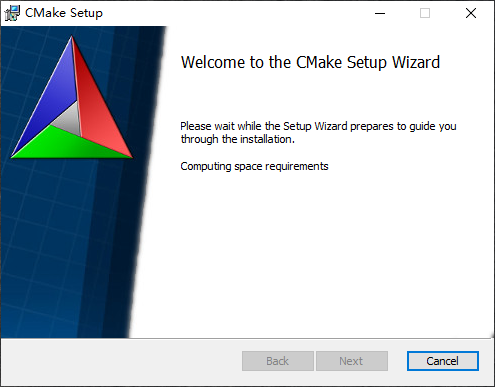 CMake Setup
Welcome to the CMake Setup Wizard
Please wait while the Setup Wizard prepares to guide you
through the installation.
Computing space requirements
Back
Next
Cancel